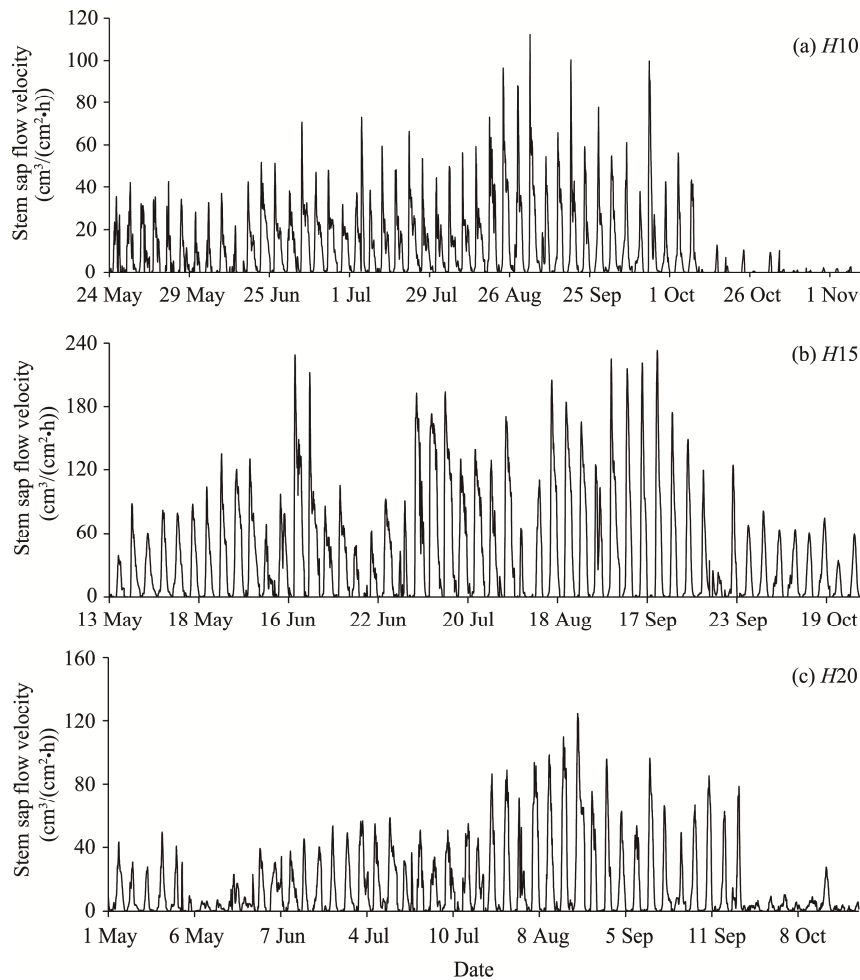 120
100
80
60
40
20
0
Stem sap flow velocity
(cm³/(cm²•h))
(a) H10
24 May 29 May 25 Jun 1 Jul 29 Jul 26 Aug 25 Sep 1 Oct 26 Oct 1 Nov
240
180
120
60
0
Stem sap flow velocity
(cm³/(cm²•h))
(b) H15
13 May 18 May 16 Jun 22 Jun 20 Jul 18 Aug 17 Sep 23 Sep 19 Oct
160
120
80
40
0
Stem sap flow velocity
(cm³/(cm²•h))
(c) H20
1 May 6 May 7 Jun 4 Jul 10 Jul 8 Aug 5 Sep 11 Sep 8 Oct
Date